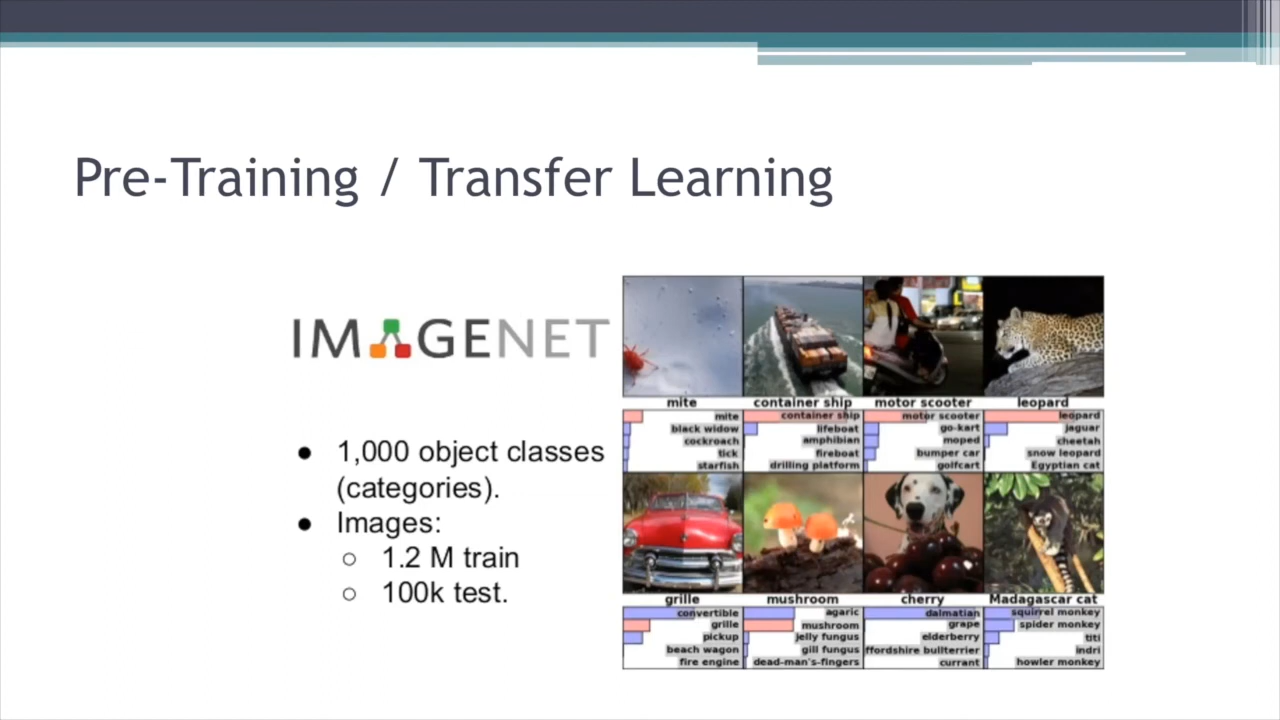 Pre-Training / Transfer Learning
IMAGENET
● 1,000 object classes
(categories).
● Images:
○ 1.2 M train
○ 100k test.
mite container ship motor scooter leopard
mite container ship motor scooter leopard
black widow lifeboat go-kart jaguar
cockroach amphibian moped cheetah
tick fireboat bumper car snow leopard
starfish drilling platform golfcart Egyptian cat
grille mushroom cherry Madagascar cat
convertible agaric dalmatian squirrel monkey
grille mushroom grape spider monkey
pickup jelly fungus elderberry titi
beach wagon gill fungus ffordshire bullterrier indri
fire engine dead-man's-fingers currant howler monkey